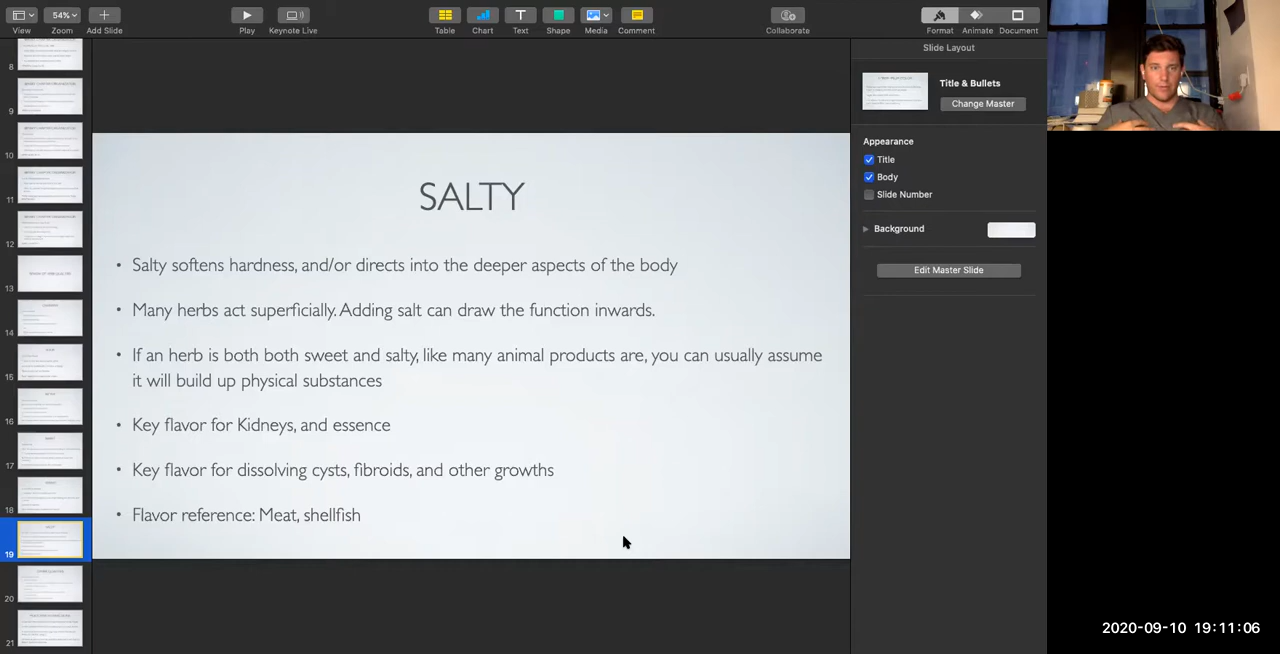 54%
View
Zoom
Add Slide
Play
Keynote Live
Table
Chart
Text
Shape
Media
Comment
Collaborate
Format
Animate
Document
Slide Layout
Title & Bullets
Change Master
Appearance
Title
Body
Slide Number
Background
Edit Master Slide
8
9
10
11
12
13
14
15
16
17
18
19
20
21
SALTY
• Salty softens hardness, and/or directs into the deeper aspects of the body
• Many herbs act superficially. Adding salt can draw the function inwards.
• If an herb is both both sweet and salty, like many animal products are, you can usually assume
it will build up physical substances
• Key flavor for Kidneys, and essence
• Key flavor for dissolving cysts, fibroids, and other growths
• Flavor reference: Meat, shellfish
2020-09-10 19:11:06